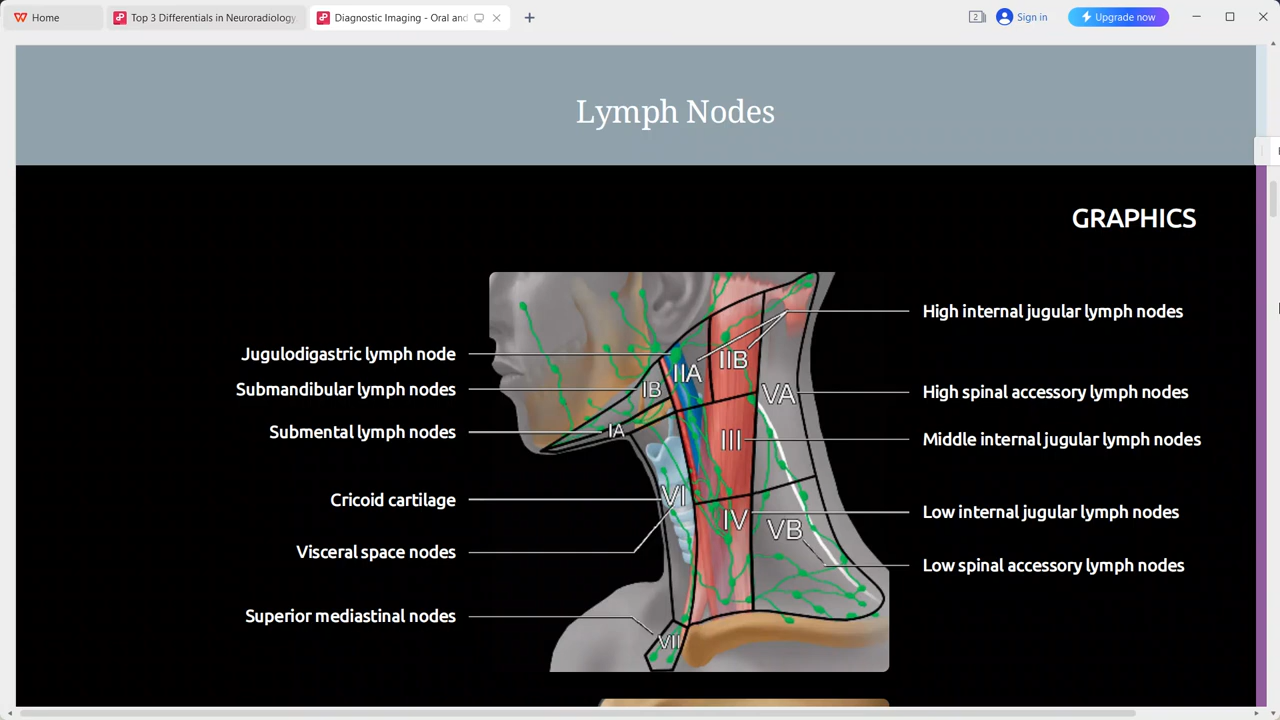 Home
Top 3 Differentials in Neuroradiology.
Diagnostic Imaging - Oral and
2
Sign in
Upgrade now
Lymph Nodes
GRAPHICS
High internal jugular lymph nodes
Jugulodigastric lymph node
IIB
IIA
Submandibular lymph nodes
IB
VA
High spinal accessory lymph nodes
Submental lymph nodes
IA
III
Middle internal jugular lymph nodes
Cricoid cartilage
VI
IV
Low internal jugular lymph nodes
VB
Visceral space nodes
Low spinal accessory lymph nodes
Superior mediastinal nodes
VII